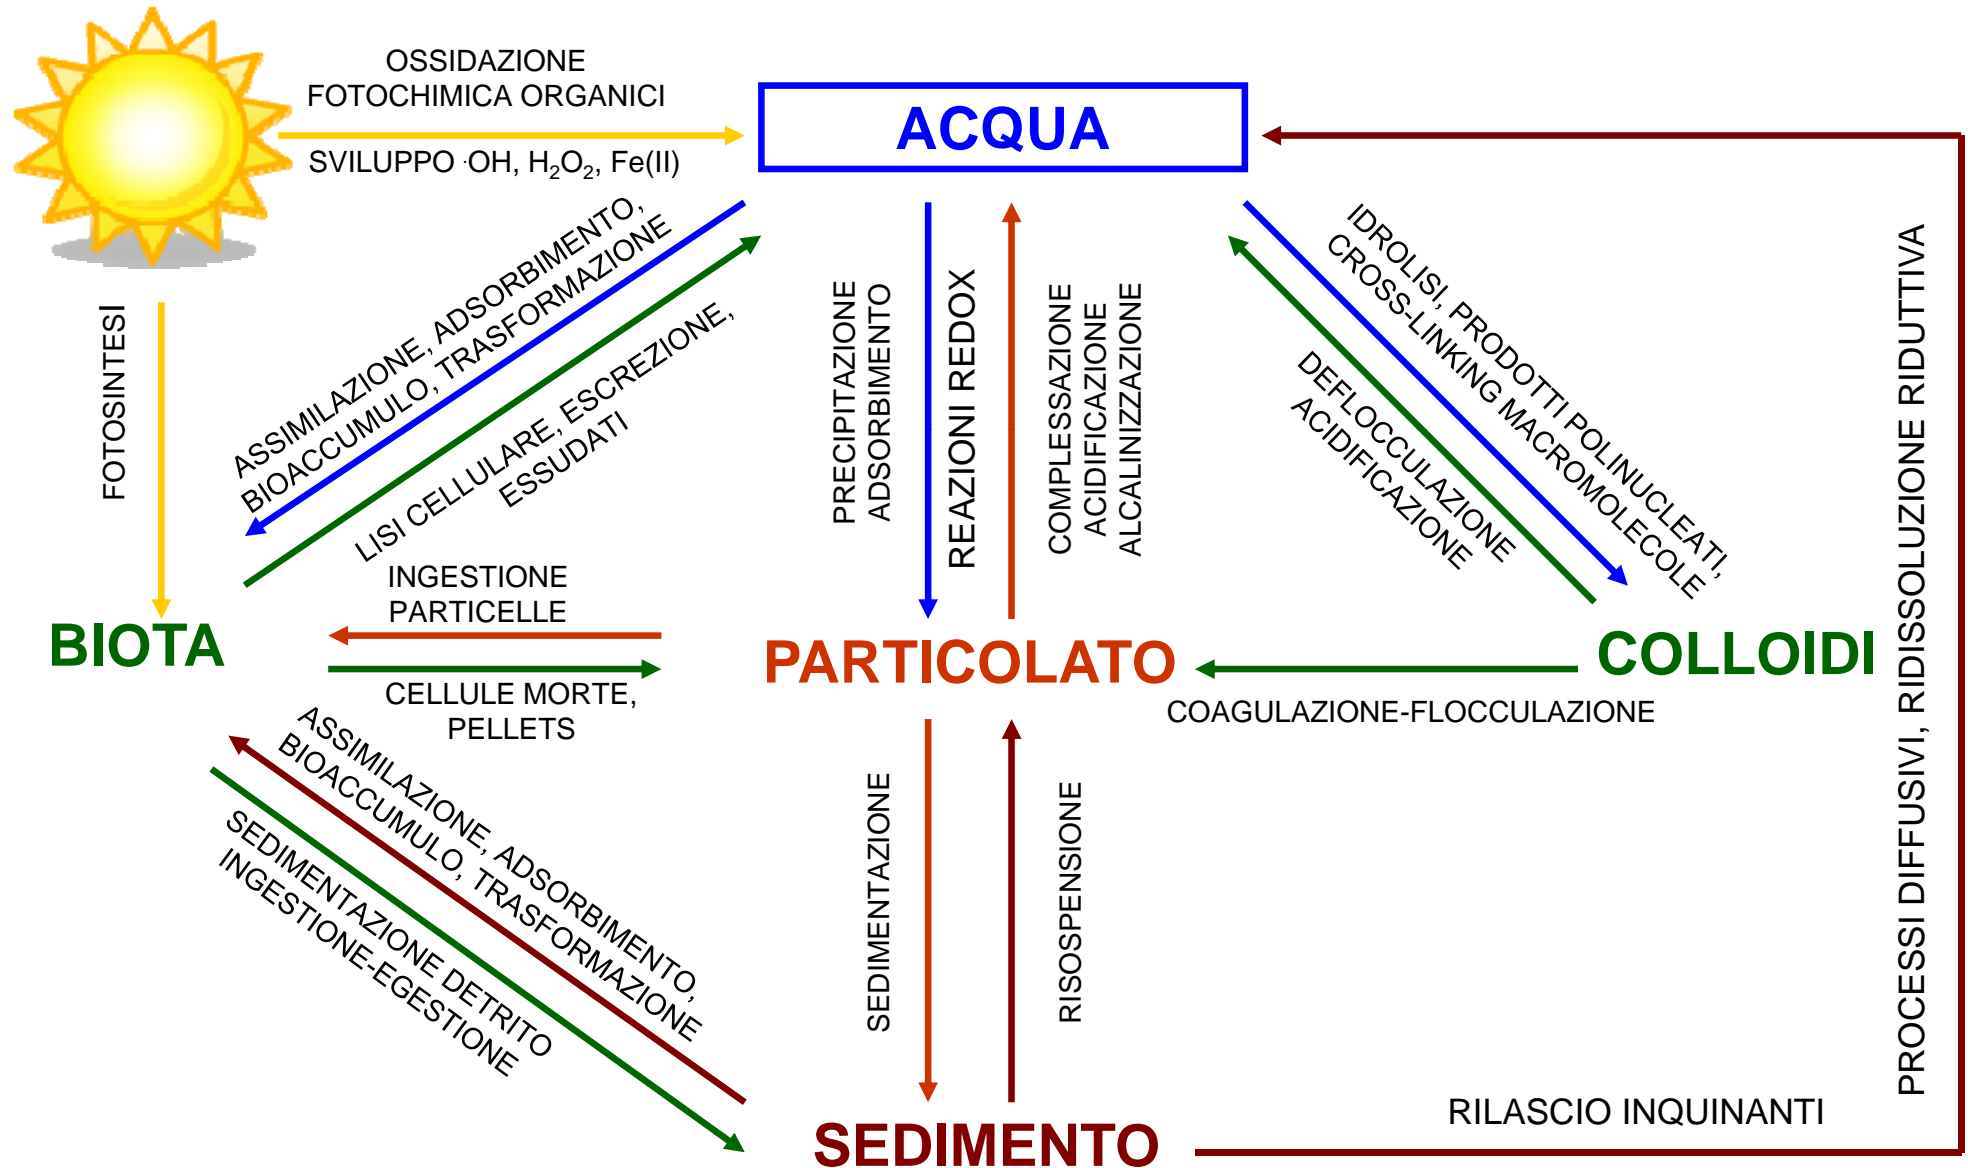 OSSIDAZIONE
FOTOCHIMICA ORGANICI
SVILUPPO ·OH, H₂O₂, Fe(II)
ACQUA
FOTOSINTESI
ASSIMILAZIONE, ADSORBIMENTO,
BIOACCUMULO, TRASFORMAZIONE
LISI CELLULARE, ESCREZIONE,
ESSUDATI
PRECIPITAZIONE
ADSORBIMENTO
REAZIONI REDOX
COMPLESSAZIONE
ACIDIFICAZIONE
ALCALINIZZAZIONE
IDROLISI, PRODOTTI POLINUCLEATI,
CROSS-LINKING MACROMOLECOLE
DEFLOCCULAZIONE
ACIDIFICAZIONE
PROCESSI DIFFUSIVI, RIDISSOLUZIONE RIDUTTIVA
INGESTIONE
PARTICELLE
BIOTA
PARTICOLATO
COLLOIDI
CELLULE MORTE,
PELLETS
COAGULAZIONE-FLOCCULAZIONE
ASSIMILAZIONE, ADSORBIMENTO,
BIOACCUMULO, TRASFORMAZIONE
SEDIMENTAZIONE DETRITO
INGESTIONE-EGESTIONE
SEDIMENTAZIONE
RISOSPENSIONE
RILASCIO INQUINANTI
SEDIMENTO